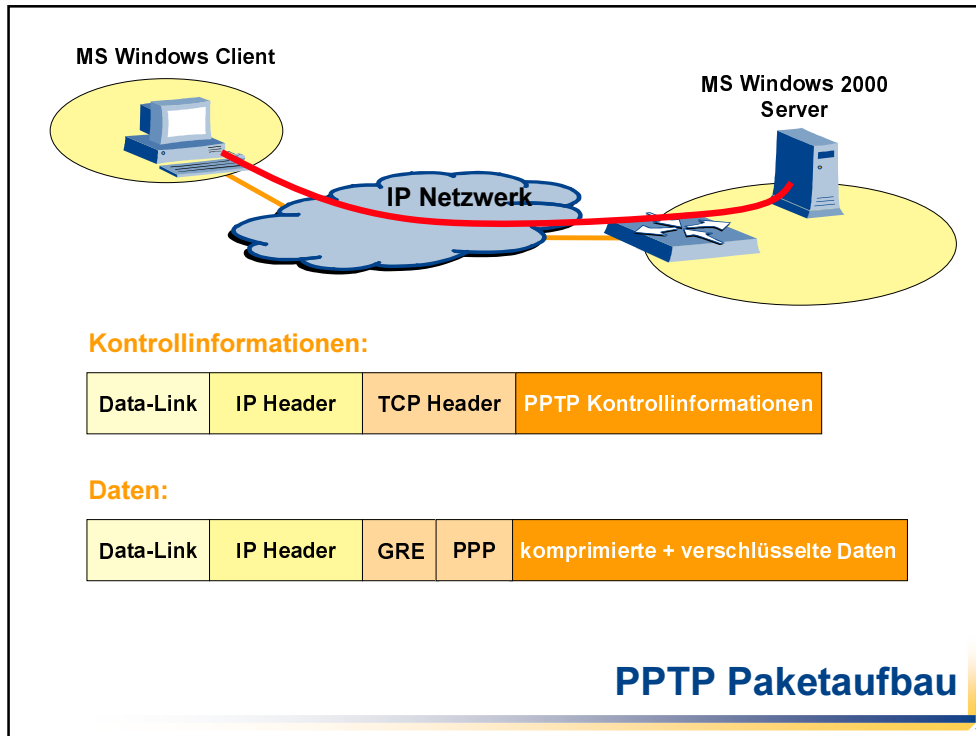 MS Windows Client
MS Windows 2000
Server
IP Netzwerk
Kontrollinformationen:
Data-Link IP Header TCP Header PPTP Kontrollinformationen
Daten:
Data-Link IP Header GRE PPP komprimierte + verschlüsselte Daten
PPTP Paketaufbau